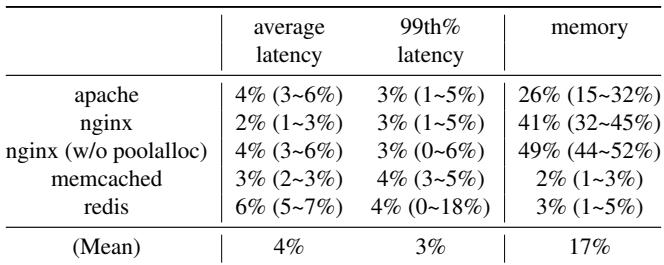 average 99th% memory
latency latency
apache 4% (3~6%) 3% (1~5%) 26% (15~32%)
nginx 2% (1~3%) 3% (1~5%) 41% (32~45%)
nginx (w/o poolalloc) 4% (3~6%) 3% (0~6%) 49% (44~52%)
memcached 3% (2~3%) 4% (3~5%) 2% (1~3%)
redis 6% (5~7%) 4% (0~18%) 3% (1~5%)
(Mean) 4% 3% 17%